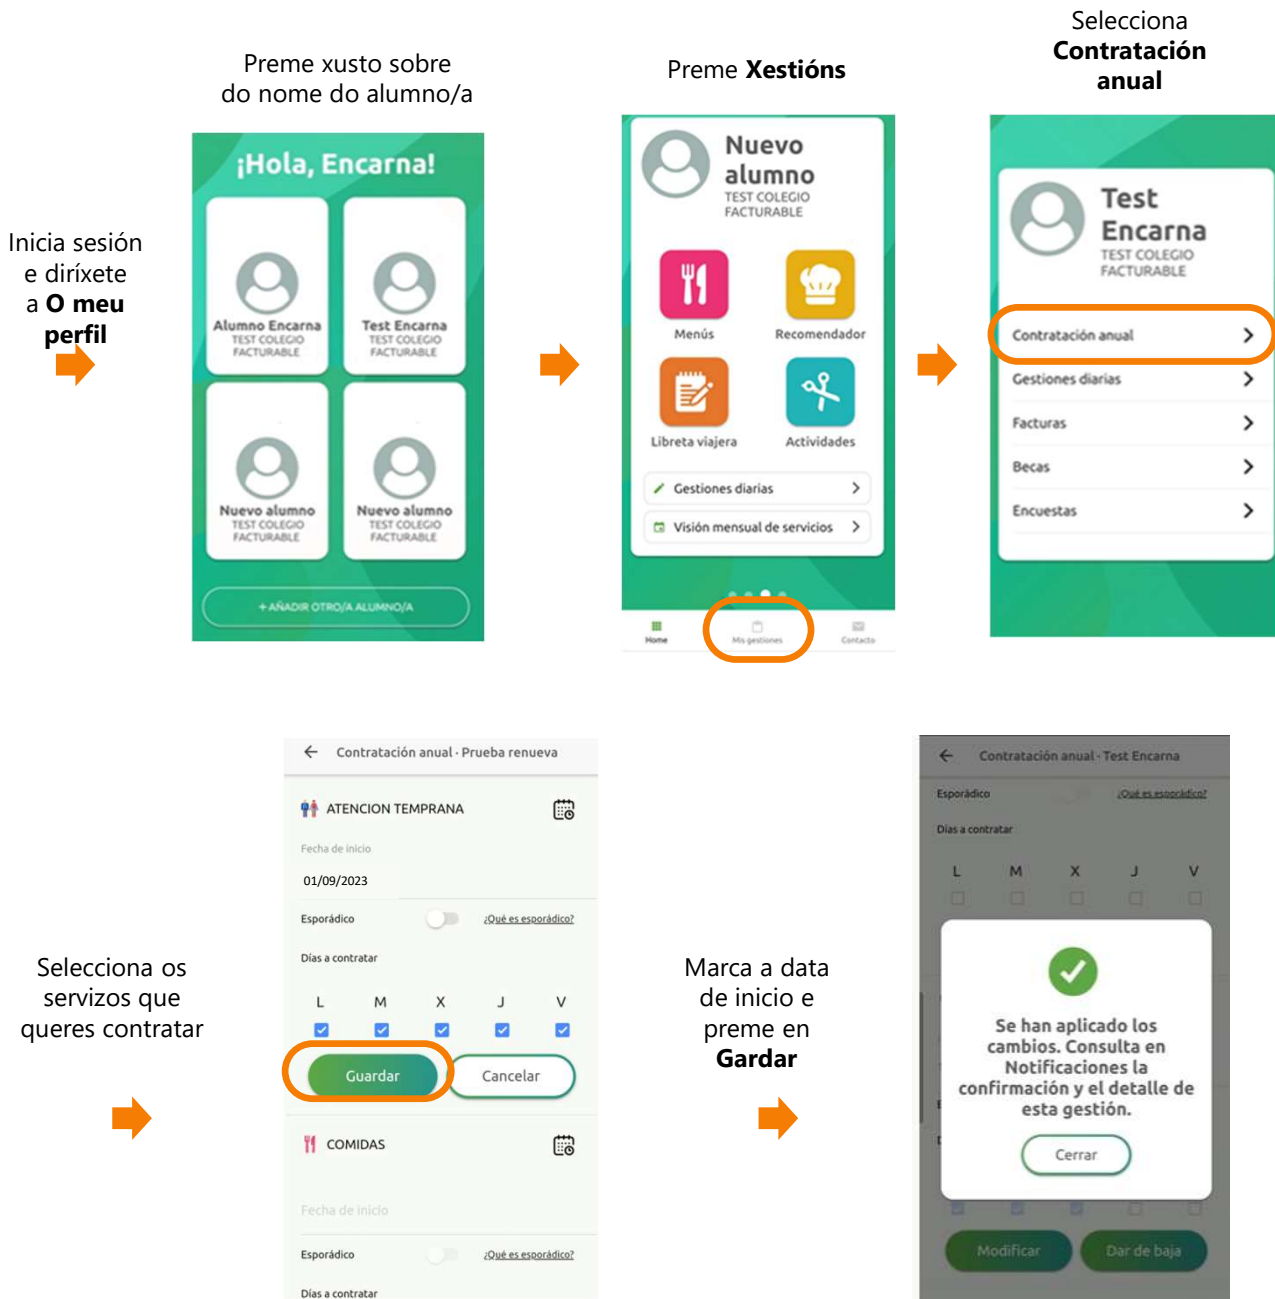 Inicia sesión
e diríxete
a O meu
perfil
Preme xusto sobre
do nome do alumno/a
¡Hola, Encarna!
Alumno Encarna
TEST COLEGIO
FACTURABLE
Test Encarna
TEST COLEGIO
FACTURABLE
Nuevo alumno
TEST COLEGIO
FACTURABLE
Nuevo alumno
TEST COLEGIO
FACTURABLE
+ AÑADIR OTRO/A ALUMNO/A
Preme Xestións
Nuevo
alumno
TEST COLEGIO
FACTURABLE
Menús
Recomendador
Libreta viajera
Actividades
Gestiones diarias
Visión mensual de servicios
Home
Mis gestiones
Contacto
Selecciona
Contratación
anual
Test
Encarna
TEST COLEGIO
FACTURABLE
Contratación anual
Gestiones diarias
Facturas
Becas
Encuestas
Selecciona os
servizos que
queres contratar
Contratación anual · Prueba renueva
ATENCION TEMPRANA
Fecha de inicio
01/09/2023
Esporádico ¿Qué es esporádico?
Días a contratar
L M X J V
Guardar Cancelar
COMIDAS
Fecha de inicio
Esporádico ¿Qué es esporádico?
Días a contratar
Marca a data
de inicio e
preme en
Gardar
Contratación anual · Test Encarna
Esporádico ¿Qué es esporádico?
Días a contratar
L M X J V
Se han aplicado los
cambios. Consulta en
Notificaciones la
confirmación y el detalle de
esta gestión.
Cerrar
Modificar Dar de baja